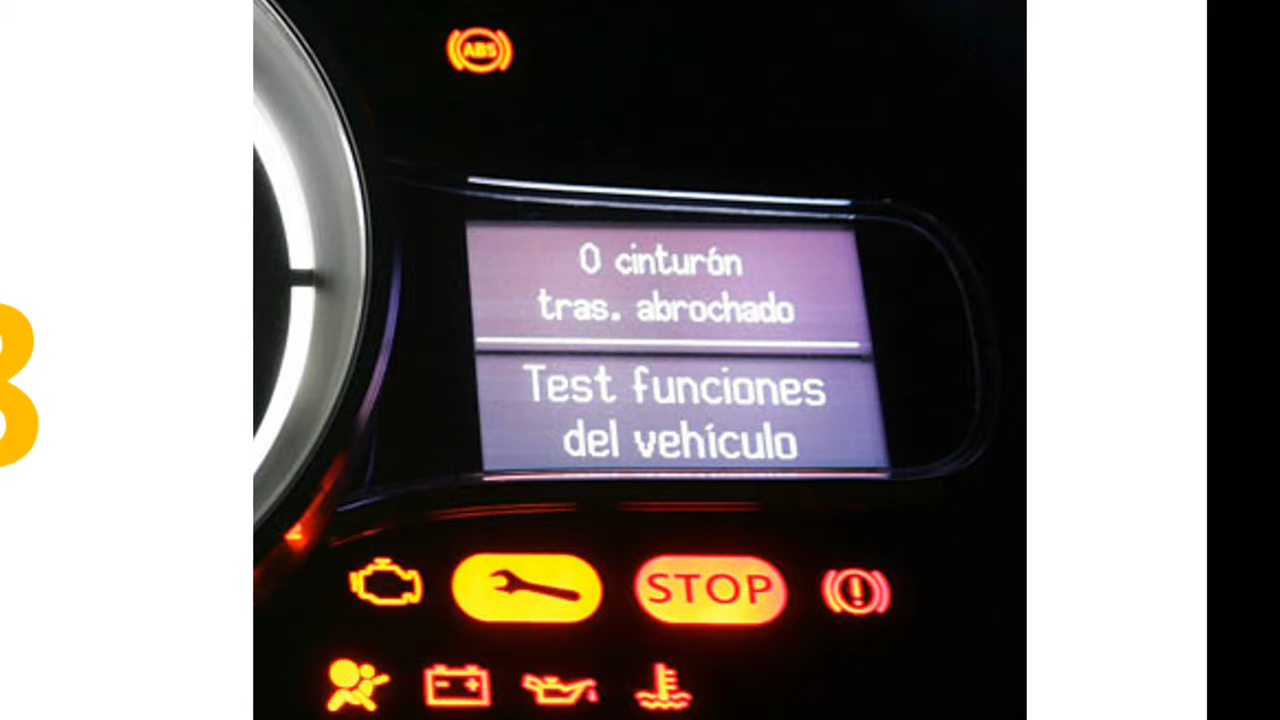 ABS
0 cinturón
tras. abrochado
Test funciones
del vehículo
STOP